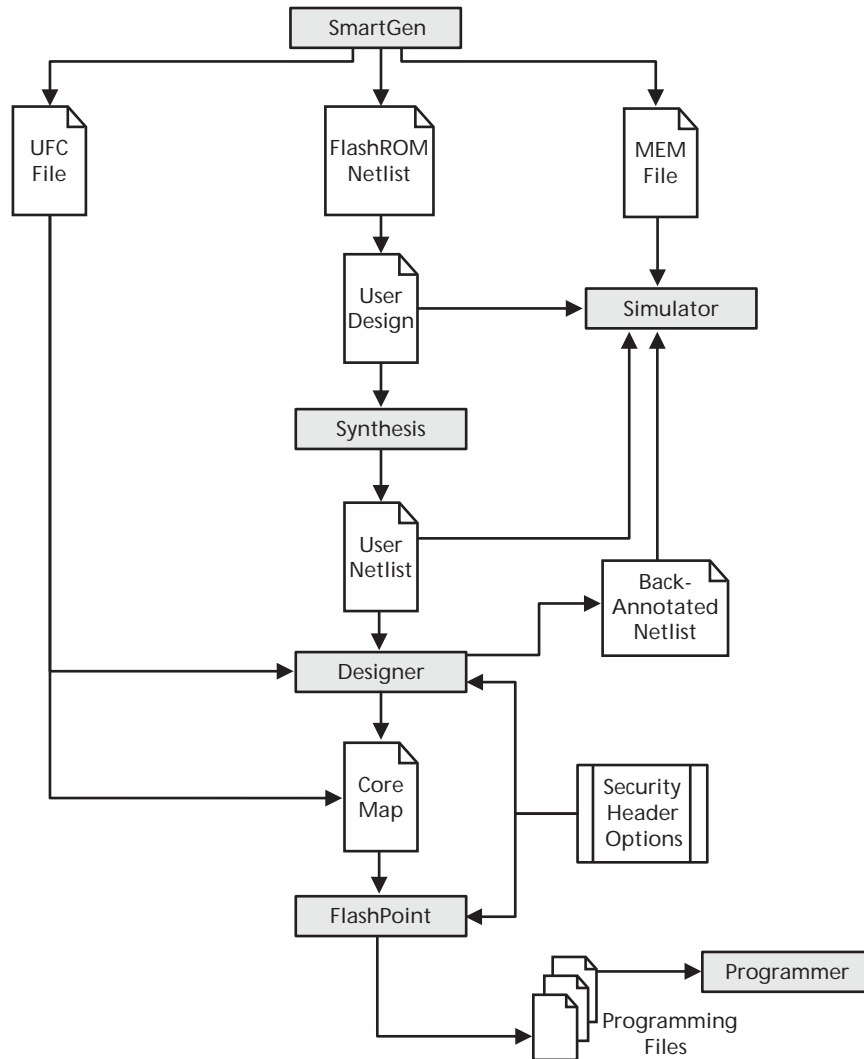 SmartGen
UFC
File
FlashROM
Netlist
MEM
File
User
Design
Simulator
Synthesis
User
Netlist
Back-
Annotated
Netlist
Designer
Core
Map
Security
Header
Options
FlashPoint
Programmer
Programming
Files